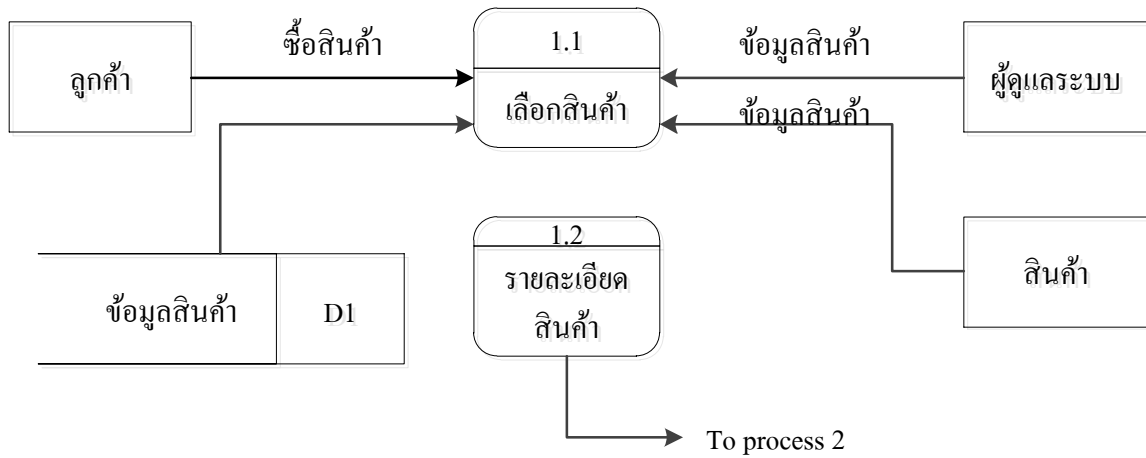 ซื้อสินค้า
1.1
ข้อมูลสินค้า
ลูกค้า
ผู้ดูแลระบบ
เลือกสินค้า
ข้อมูลสินค้า
1.2
รายละเอียด
สินค้า
สินค้า
ข้อมูลสินค้า
D1
To process 2